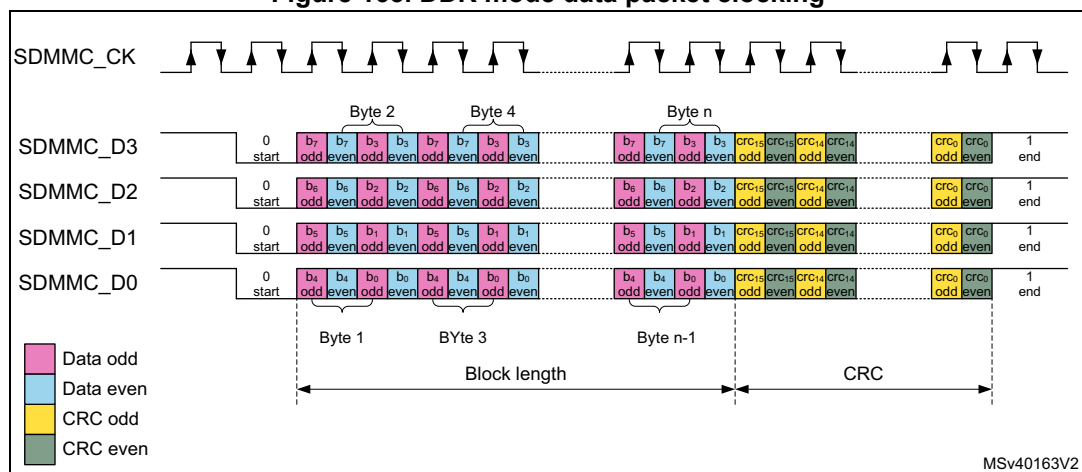 SDMMC_CK
Byte 2 Byte 4 Byte n
SDMMC_D3 0 b7 b7 b3 b3 b7 b7 b3 b3 b7 b7 b3 b3 crc15 crc15 crc14 crc14 crc0 crc0 1
start odd even odd even odd even odd even odd even odd even odd even odd even odd even end
SDMMC_D2 0 b6 b6 b2 b2 b6 b6 b2 b2 b6 b6 b2 b2 crc15 crc15 crc14 crc14 crc0 crc0 1
start odd even odd even odd even odd even odd even odd even odd even odd even odd even end
SDMMC_D1 0 b5 b5 b1 b1 b5 b5 b1 b1 b5 b5 b1 b1 crc15 crc15 crc14 crc14 crc0 crc0 1
start odd even odd even odd even odd even odd even odd even odd even odd even odd even end
SDMMC_D0 0 b4 b4 b0 b0 b4 b4 b0 b0 b4 b4 b0 b0 crc15 crc15 crc14 crc14 crc0 crc0 1
start odd even odd even odd even odd even odd even odd even odd even odd even odd even end
Byte 1 BYte 3 Byte n-1
Block length CRC
Data odd
Data even
CRC odd
CRC even
MSv40163V2